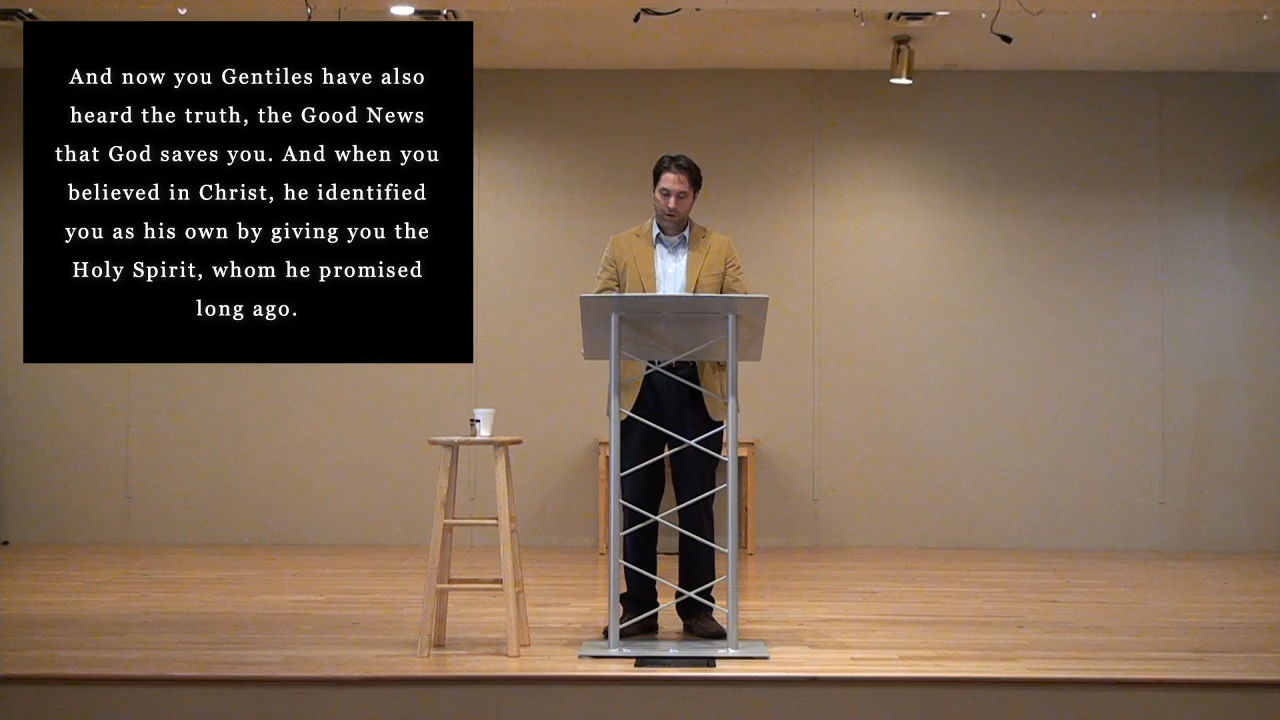 And now you Gentiles have also
heard the truth, the Good News
that God saves you. And when you
believed in Christ, he identified
you as his own by giving you the
Holy Spirit, whom he promised
long ago.